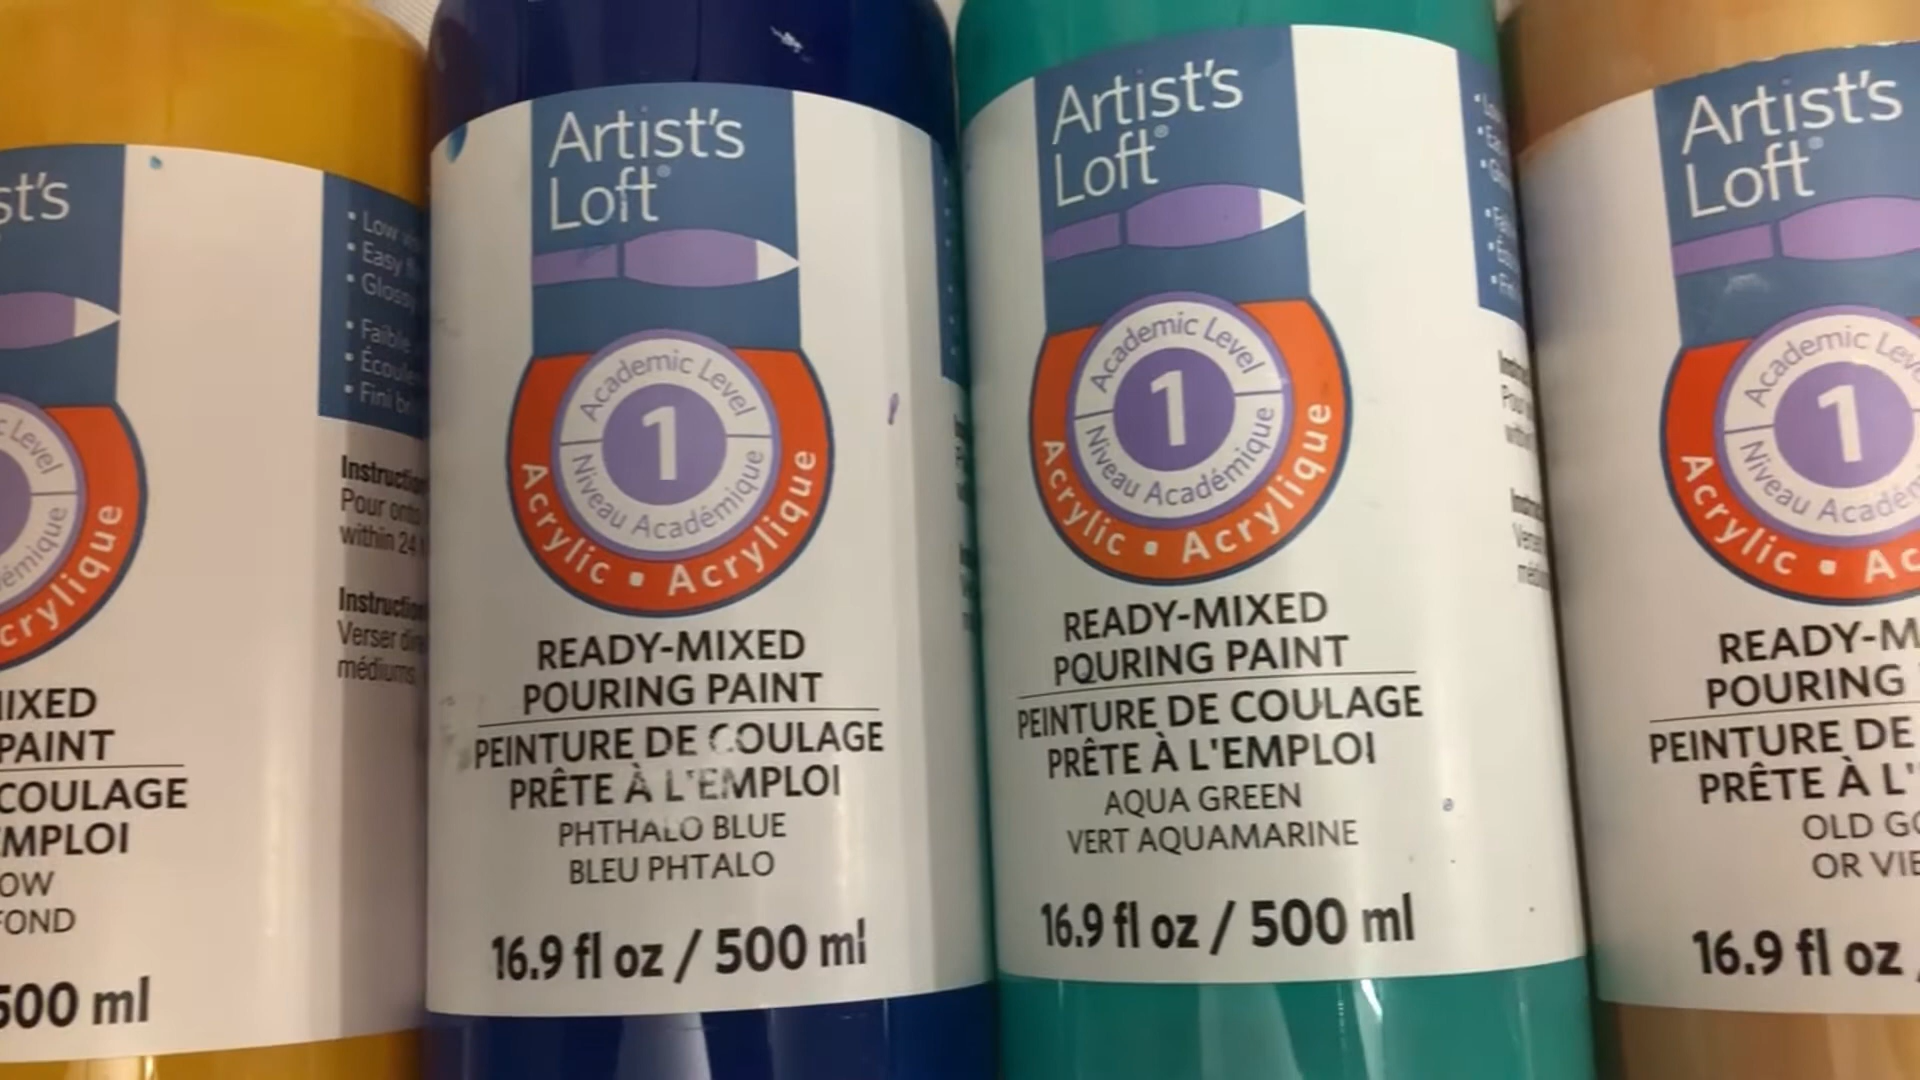 st's
Low
Easy
Glossy
Faible
Écoule
Fini br
c Level
émique
crylique
Instruction
Pour onto
within 24
Instruction
Verser dire
médiums,
IXED
PAINT
COULAGE
EMPLOI
OW
FOND
500 ml
Artist's
Loft®
Academic Level
1
Niveau Académique
Acrylic • Acrylique
READY-MIXED
POURING PAINT
PEINTURE DE COULAGE
PRÊTE À L'EMPLOI
PHTHALO BLUE
BLEU PHTALO
16.9 fl oz / 500 ml
Artist's
Loft®
Academic Level
1
Niveau Académique
Acrylic • Acrylique
READY-MIXED
POURING PAINT
PEINTURE DE COULAGE
PRÊTE À L'EMPLOI
AQUA GREEN
VERT AQUAMARINE
16.9 fl oz / 500 ml
Artist's
Loft®
Academic Leve
1
Niveau Académ
Acrylic • Ac
READY-M
POURING
PEINTURE DE
PRÊTE À L'
OLD GO
OR VIE
16.9 fl oz